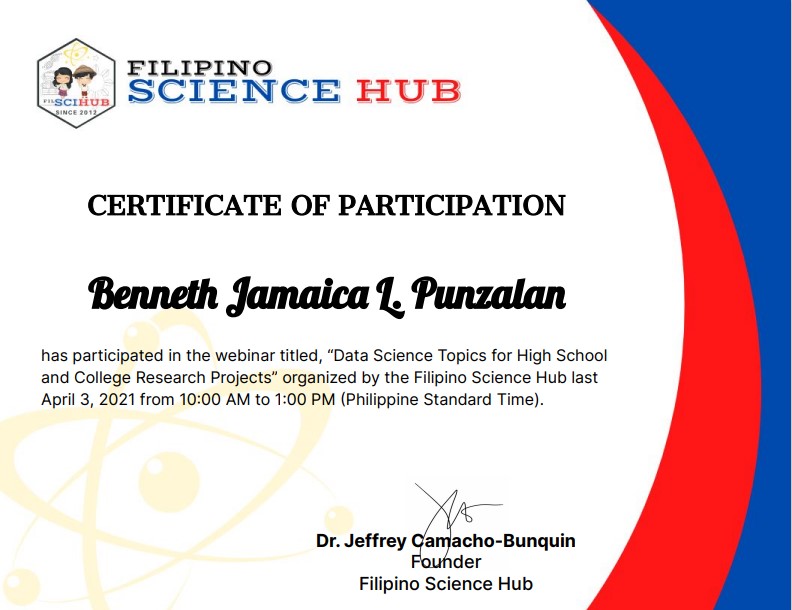 FILIPINO
SCIENCE HUB
FILSCIHUB
SINCE 2012
CERTIFICATE OF PARTICIPATION
Benneth Jamaica L. Punzalan
has participated in the webinar titled, “Data Science Topics for High School
and College Research Projects” organized by the Filipino Science Hub last
April 3, 2021 from 10:00 AM to 1:00 PM (Philippine Standard Time).
Dr. Jeffrey Camacho-Bunquin
Founder
Filipino Science Hub